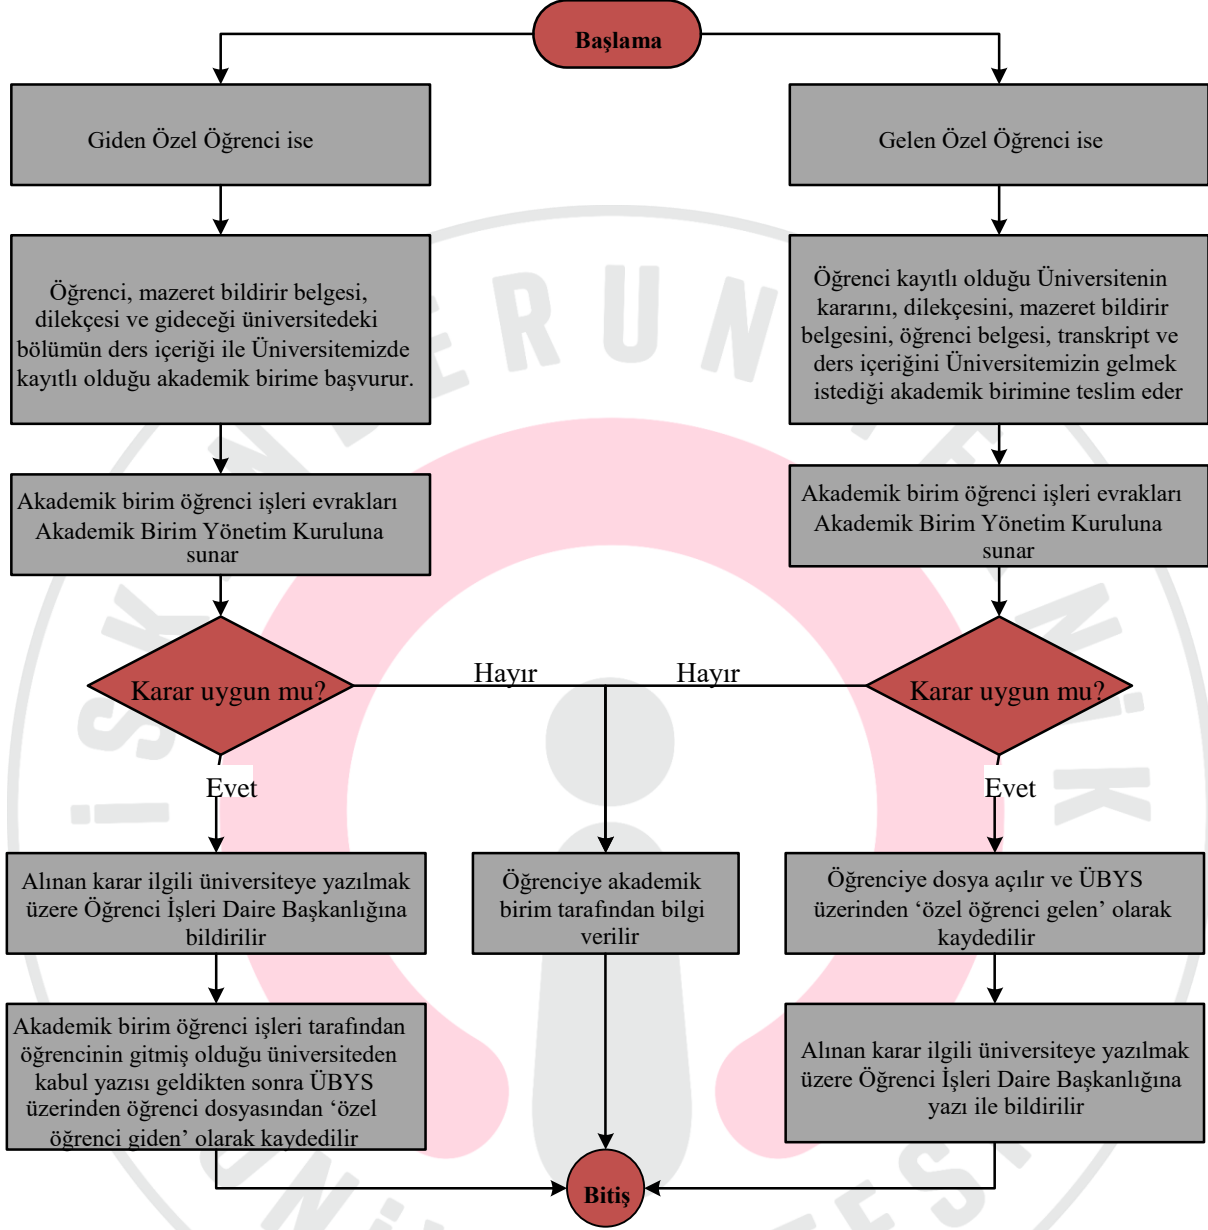 Başlama
Giden Özel Öğrenci ise
Öğrenci, mazeret bildirir belgesi,
dilekçesi ve gideceği üniversitedeki
bölümün ders içeriği ile Üniversitemizde
kayıtlı olduğu akademik birime başvurur.
Akademik birim öğrenci işleri evrakları
Akademik Birim Yönetim Kuruluna
sunar
Karar uygun mu?
Hayır
Evet
Alınan karar ilgili üniversiteye yazılmak
üzere Öğrenci İşleri Daire Başkanlığına
bildirilir
Akademik birim öğrenci işleri tarafından
öğrencinin gitmiş olduğu üniversiteden
kabul yazısı geldikten sonra ÜBYS
üzerinden öğrenci dosyasından ‘özel
öğrenci giden’ olarak kaydedilir
Gelen Özel Öğrenci ise
Öğrenci kayıtlı olduğu Üniversitenin
kararını, dilekçesini, mazeret bildirir
belgesini, öğrenci belgesi, transkript ve
ders içeriğini Üniversitemizin gelmek
istediği akademik birimine teslim eder
Akademik birim öğrenci işleri evrakları
Akademik Birim Yönetim Kuruluna
sunar
Karar uygun mu?
Hayır
Evet
Öğrenciye dosya açılır ve ÜBYS
üzerinden ‘özel öğrenci gelen’ olarak
kaydedilir
Alınan karar ilgili üniversiteye yazılmak
üzere Öğrenci İşleri Daire Başkanlığına
yazı ile bildirilir
Öğrenciye akademik
birim tarafından bilgi
verilir
Bitiş